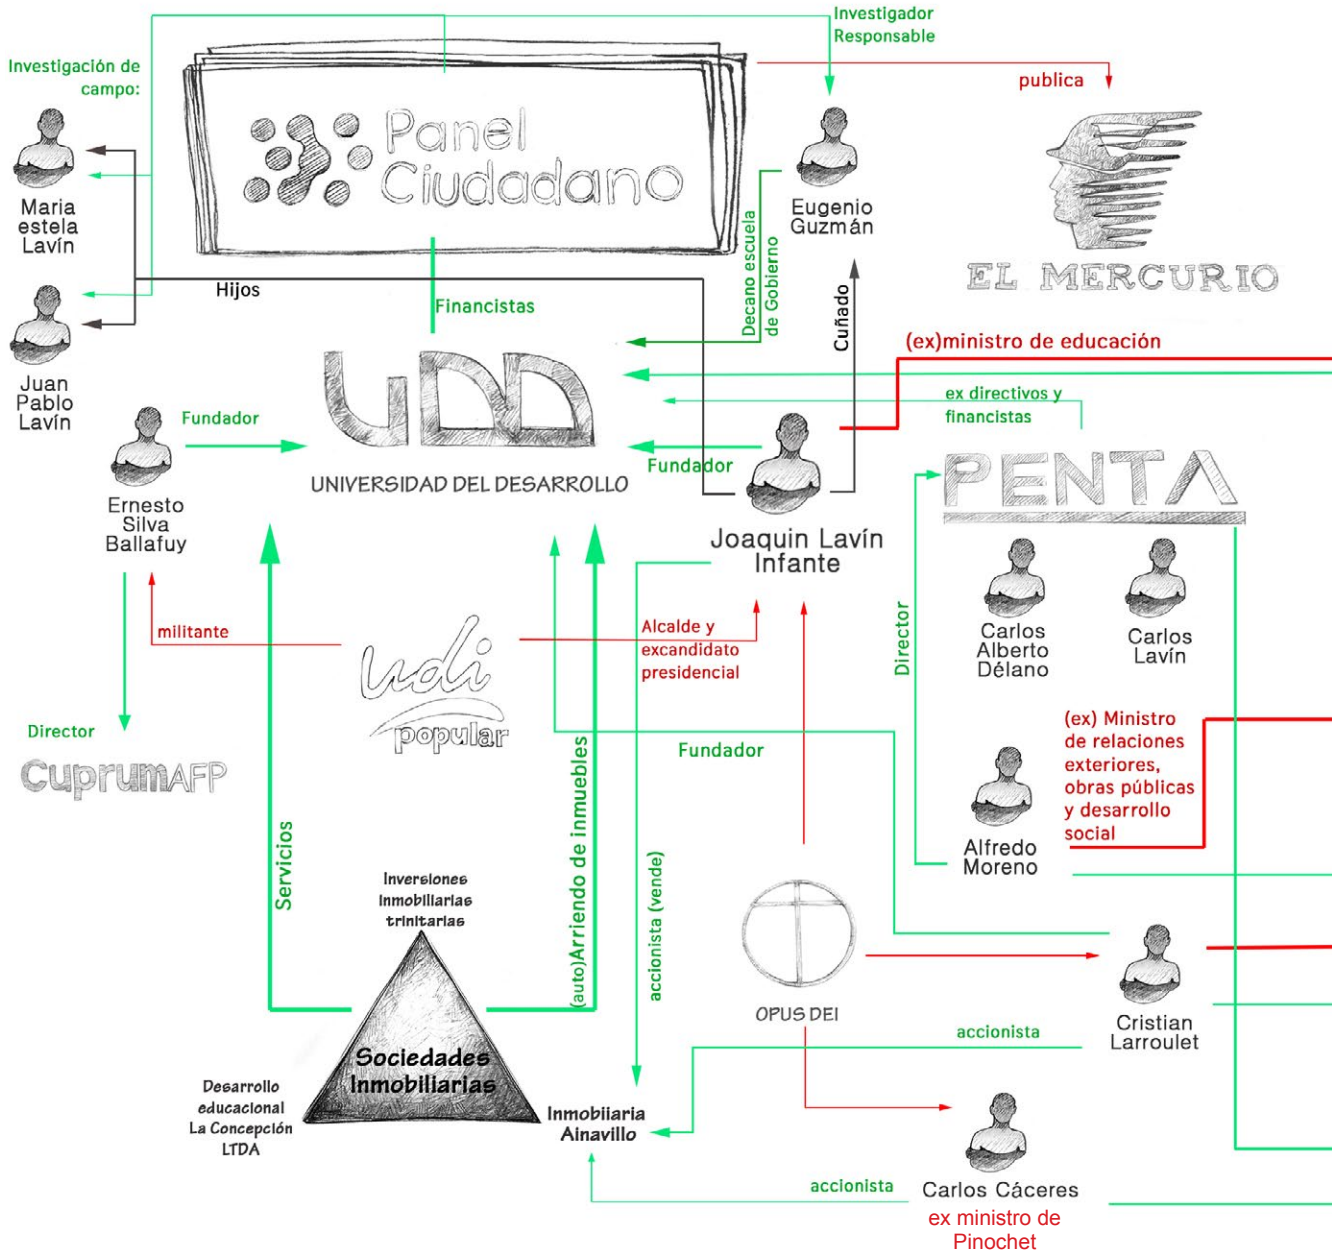 Investigador
Responsable
Investigación de
campo:
publica
Panel
Ciudadano
Maria
estela
Lavín
Eugenio
Guzmán
EL MERCURIO
Decano escuela
de Gobierno
Hijos
Financistas
Cuñado
Juan
Pablo
Lavín
(ex)ministro de educación
UDD
ex directivos y
financistas
Fundador
Fundador
UNIVERSIDAD DEL DESARROLLO
PENTA
Ernesto
Silva
Ballafuy
Joaquin Lavín
Infante
Director
Carlos
Alberto
Délano
Carlos
Lavín
militante
udi
popular
Alcalde y
excandidato
presidencial
Director
cuprumAFP
Fundador
(ex) Ministro
de relaciones
exteriores,
obras públicas
y desarrollo
social
Alfredo
Moreno
Servicios
(auto)Arriendo de inmuebles
accionista (vende)
Inversiones
inmobiliarias
trinitarias
OPUS DEI
Cristian
Larroulet
accionista
Sociedades
Inmobiliarias
Desarrollo
educacional
La Concepción
LTDA
Inmobiiaria
Ainavillo
accionista
Carlos Cáceres
ex ministro de
Pinochet